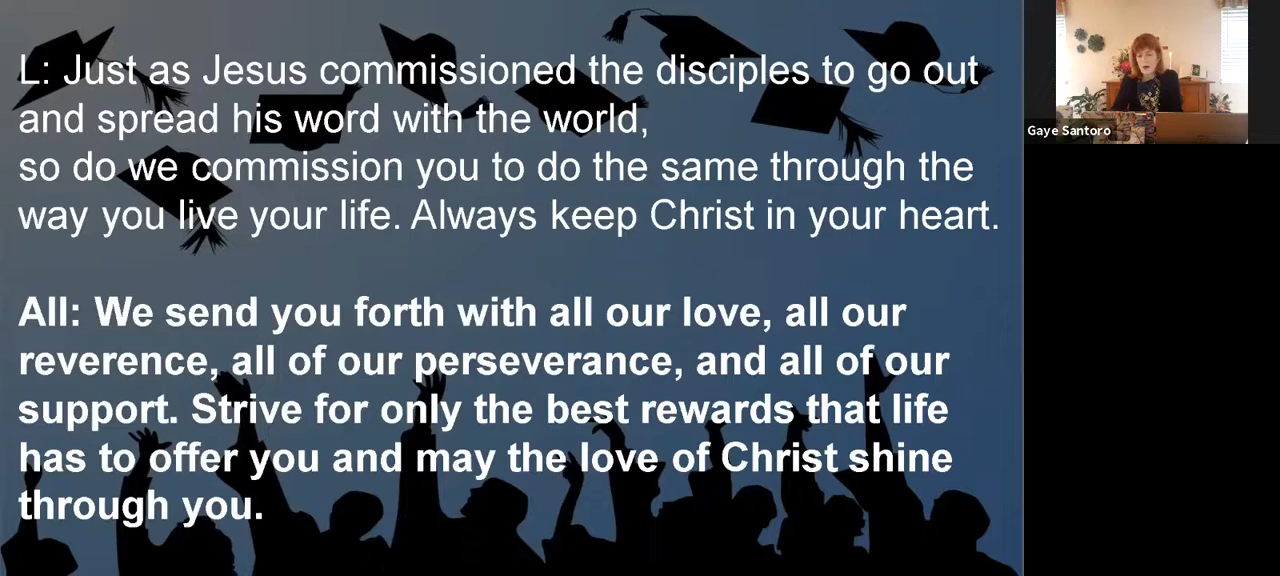 L: Just as Jesus commissioned the disciples to go out
and spread his word with the world,
so do we commission you to do the same through the
way you live your life. Always keep Christ in your heart.
All: We send you forth with all our love, all our
reverence, all of our perseverance, and all of our
support. Strive for only the best rewards that life
has to offer you and may the love of Christ shine
through you.
Gaye Santoro